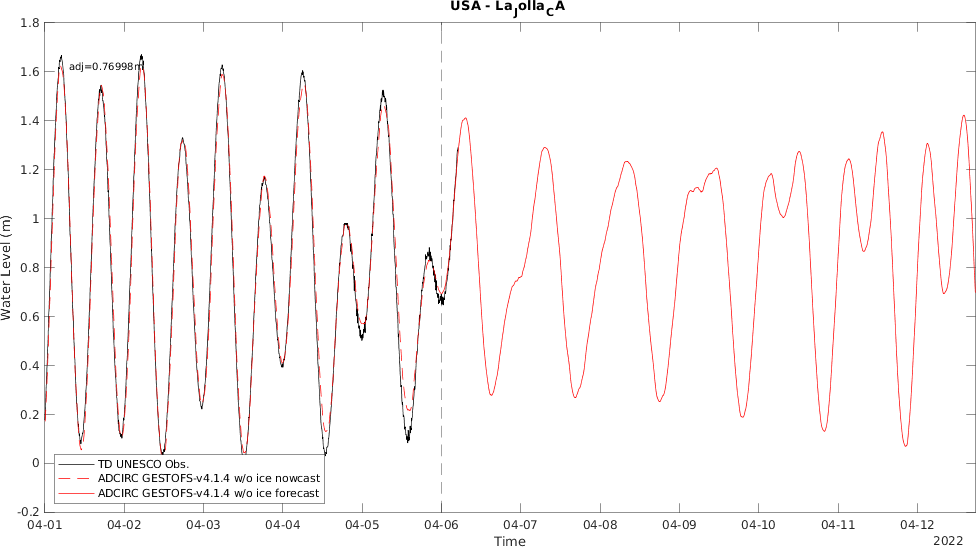 USA - LaJollaCA
adj=0.76998m
1.8
1.6
1.4
1.2
1
0.8
0.6
0.4
0.2
0
-0.2
Water Level (m)
TD UNESCO Obs.
ADCIRC GESTOFS-v4.1.4 w/o ice nowcast
ADCIRC GESTOFS-v4.1.4 w/o ice forecast
04-01 04-02 04-03 04-04 04-05 04-06 04-07 04-08 04-09 04-10 04-11 04-12
Time
2022